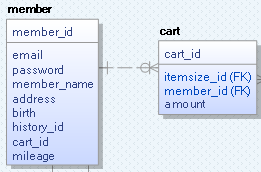 member
member_id
email
password
member_name
address
birth
history_id
cart_id
mileage
cart
cart_id
itemsize_id (FK)
member_id (FK)
amount